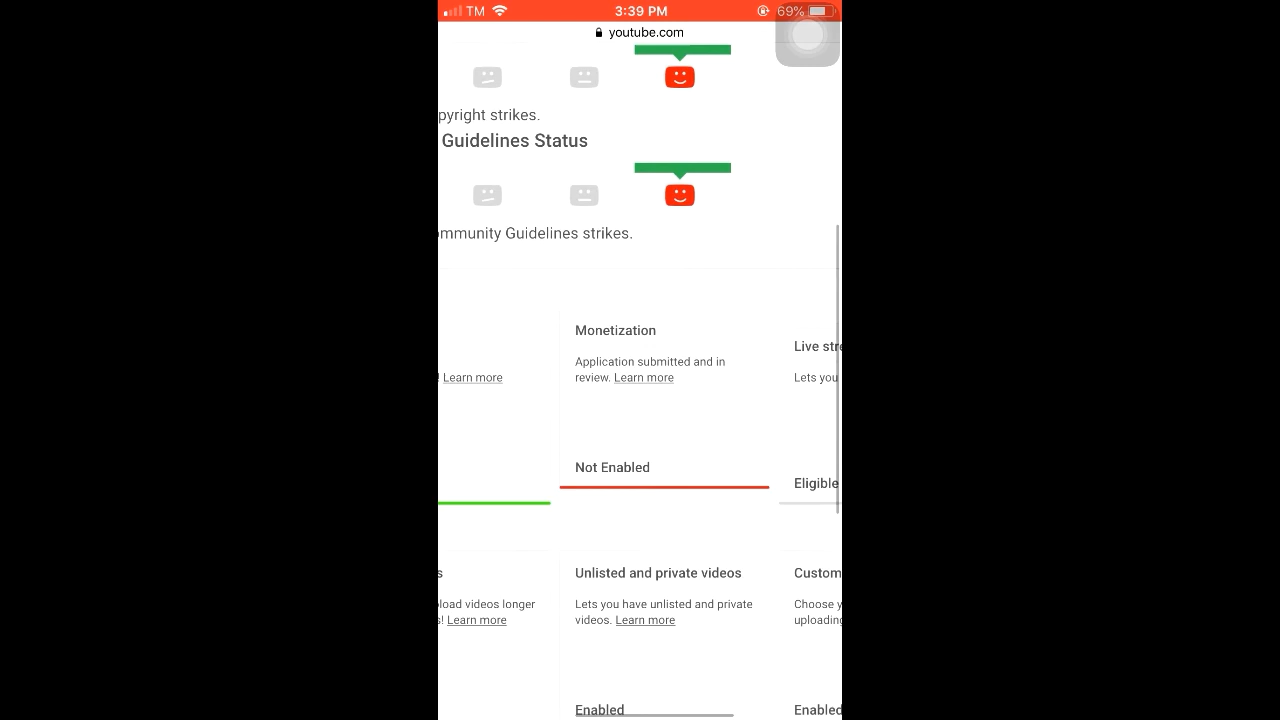 TM 3:39 PM 69%
youtube.com
pyright strikes.
Guidelines Status
ommunity Guidelines strikes.
Monetization
Application submitted and in
review. Learn more
Not Enabled
! Learn more
Live stre
Lets you
Eligible
s
load videos longer
s! Learn more
Unlisted and private videos
Lets you have unlisted and private
videos. Learn more
Enabled
Custom
Choose y
uploading
Enabled